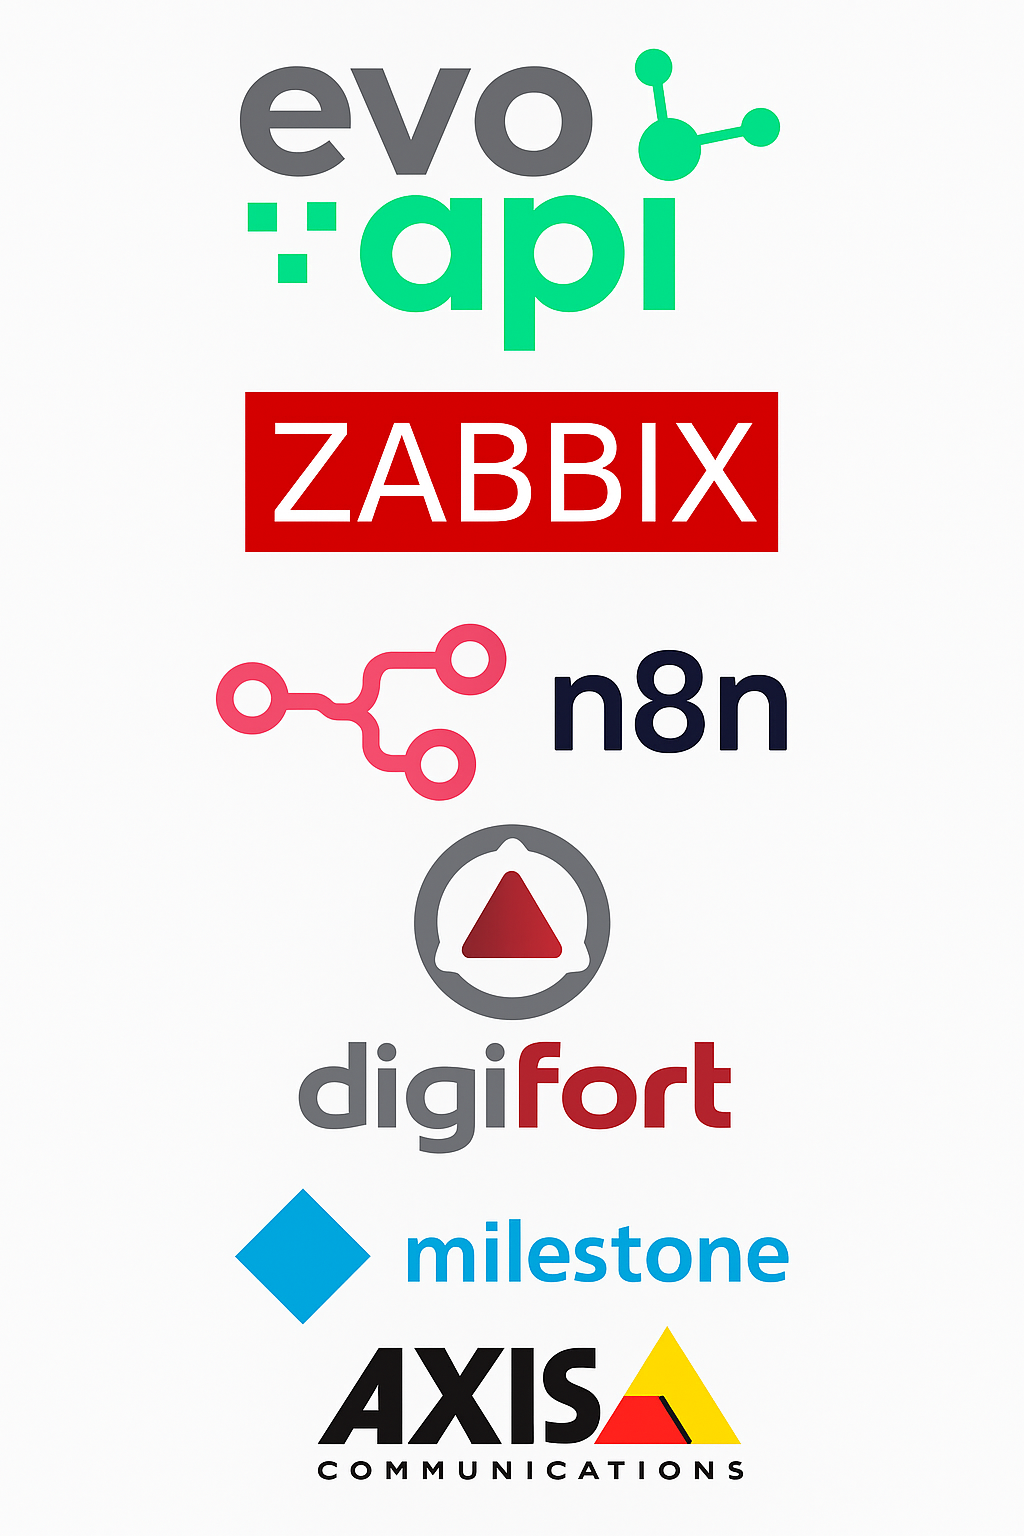 evo
api
ZABBIX
n8n
digifort
milestone
AXIS
COMMUNICATIONS